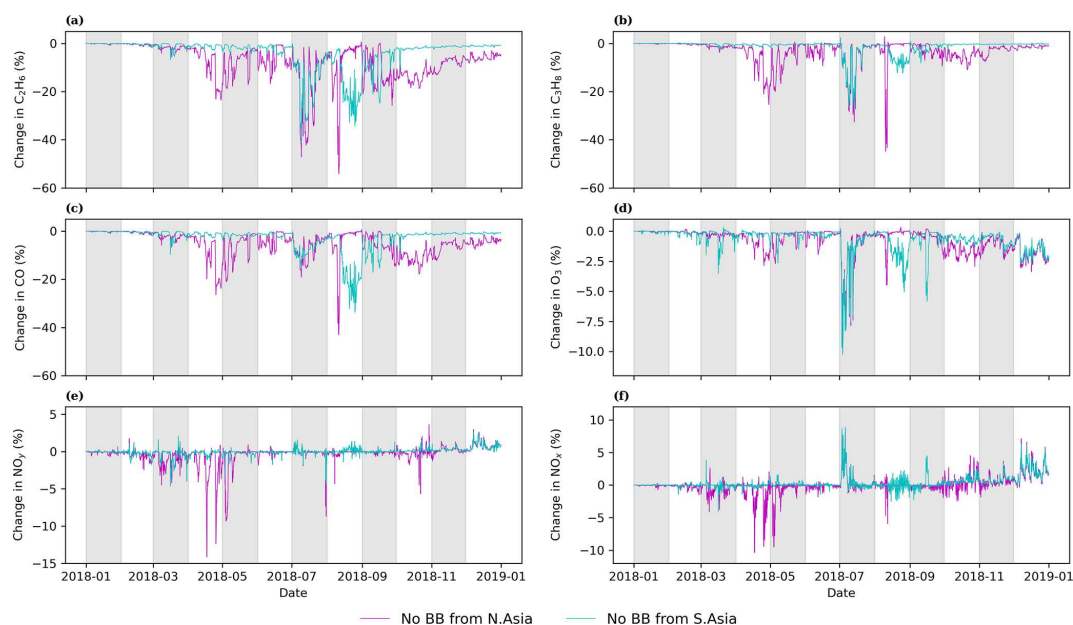 (a)
0
−20
−40
−60
Change in C₂H₆ (%)
(b)
0
−20
−40
−60
Change in C₃H₈ (%)
(c)
0
−20
−40
−60
Change in CO (%)
(d)
0.0
−2.5
−5.0
−7.5
−10.0
Change in O₃ (%)
(e)
5
0
−5
−10
−15
Change in NOᵧ (%)
2018-01 2018-03 2018-05 2018-07 2018-09 2018-11 2019-01
Date
(f)
10
5
0
−5
−10
Change in NOₓ (%)
2018-01 2018-03 2018-05 2018-07 2018-09 2018-11 2019-01
Date
No BB from N.Asia No BB from S.Asia